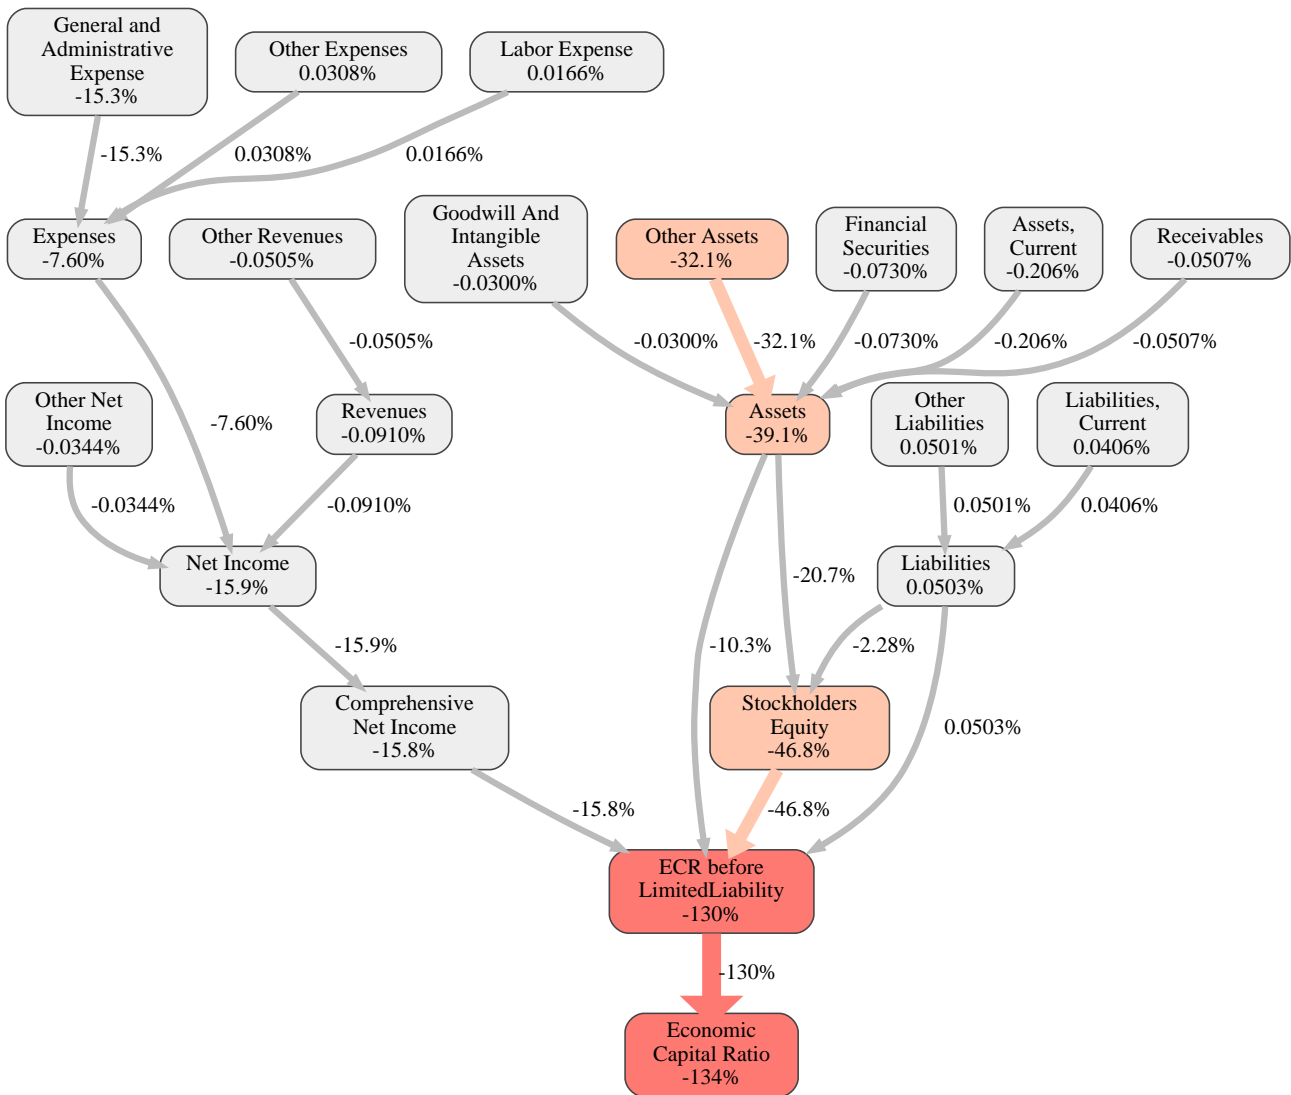 General and
Administrative
Expense
-15.3%
Other Expenses
0.0308%
Labor Expense
0.0166%
-15.3%
0.0308%
0.0166%
Expenses
-7.60%
Other Revenues
-0.0505%
Goodwill And
Intangible
Assets
-0.0300%
Other Assets
-32.1%
Financial
Securities
-0.0730%
Assets,
Current
-0.206%
Receivables
-0.0507%
-0.0505%
-0.0300%
-32.1%
-0.0730%
-0.206%
-0.0507%
Other Net
Income
-0.0344%
-7.60%
Revenues
-0.0910%
Assets
-39.1%
Other
Liabilities
0.0501%
Liabilities,
Current
0.0406%
-0.0344%
-0.0910%
0.0501%
0.0406%
Net Income
-15.9%
-20.7%
Liabilities
0.0503%
-15.9%
-10.3%
-2.28%
Comprehensive
Net Income
-15.8%
Stockholders
Equity
-46.8%
0.0503%
-15.8%
-46.8%
ECR before
LimitedLiability
-130%
-130%
Economic
Capital Ratio
-134%